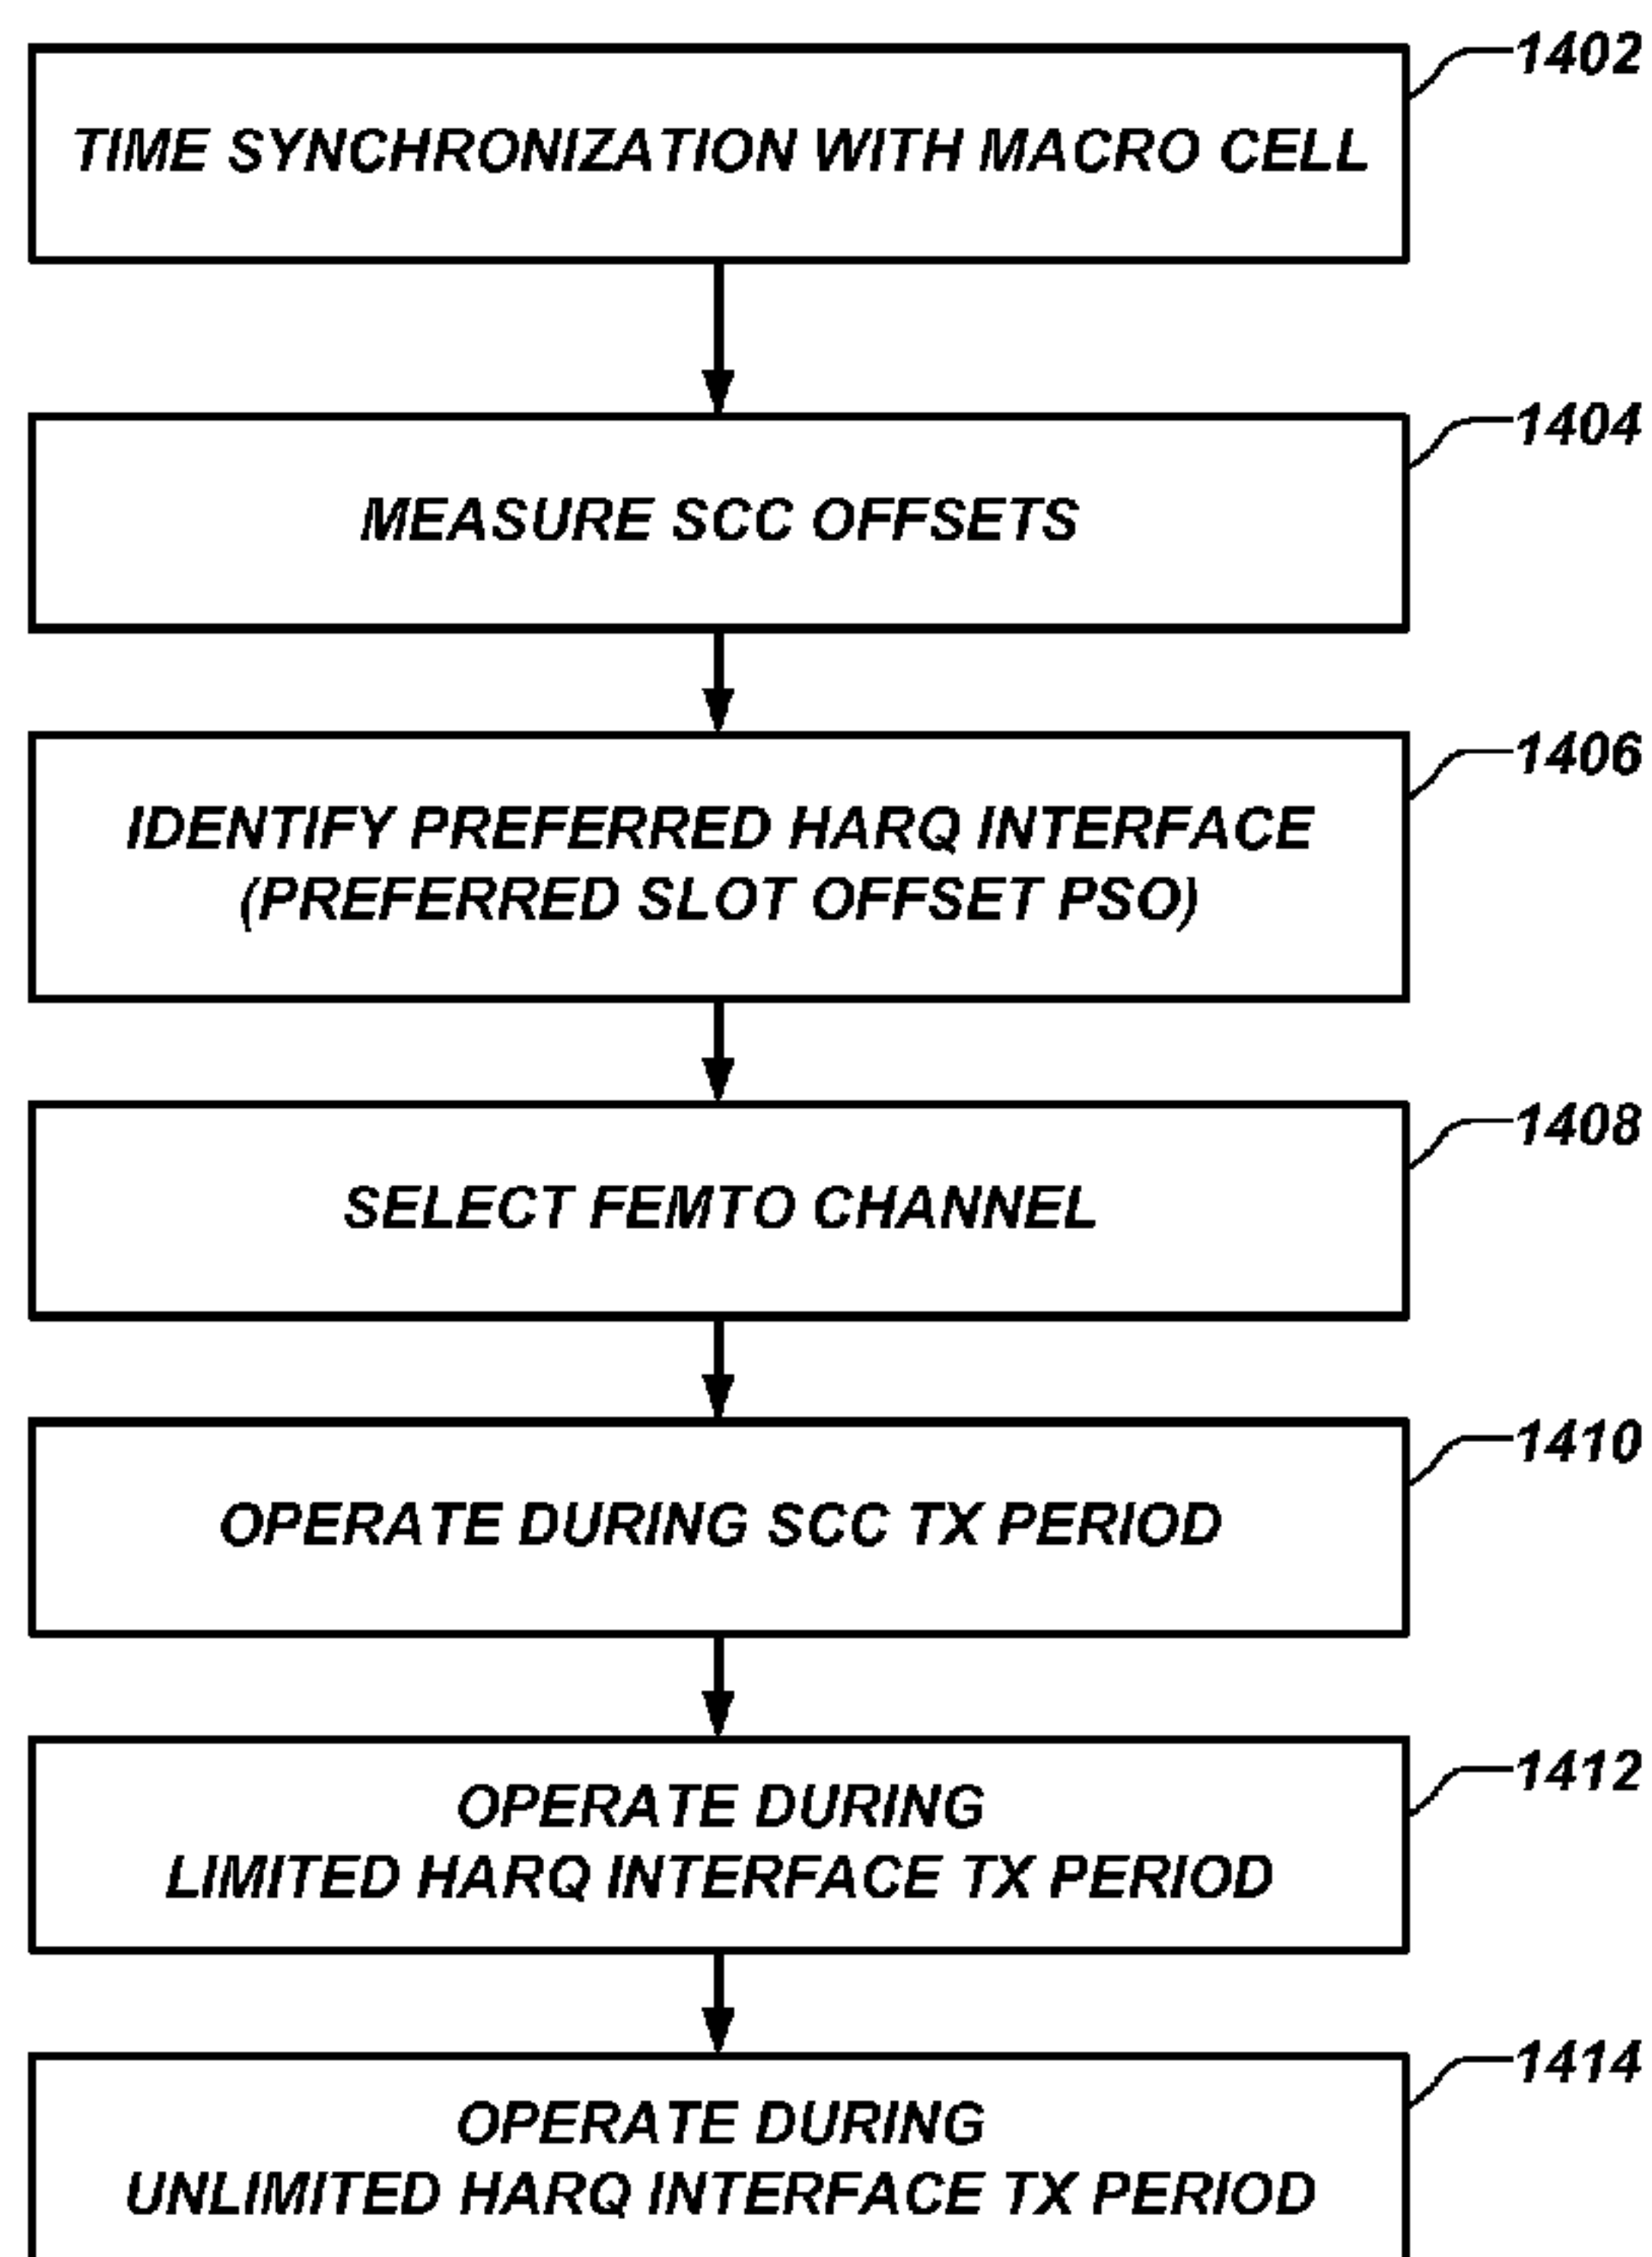 1402
TIME SYNCHRONIZATION WITH MACRO CELL
1404
MEASURE SCC OFFSETS
1406
IDENTIFY PREFERRED HARQ INTERFACE
(PREFERRED SLOT OFFSET PSO)
1408
SELECT FEMTO CHANNEL
1410
OPERATE DURING SCC TX PERIOD
1412
OPERATE DURING
LIMITED HARQ INTERFACE TX PERIOD
1414
OPERATE DURING
UNLIMITED HARQ INTERFACE TX PERIOD